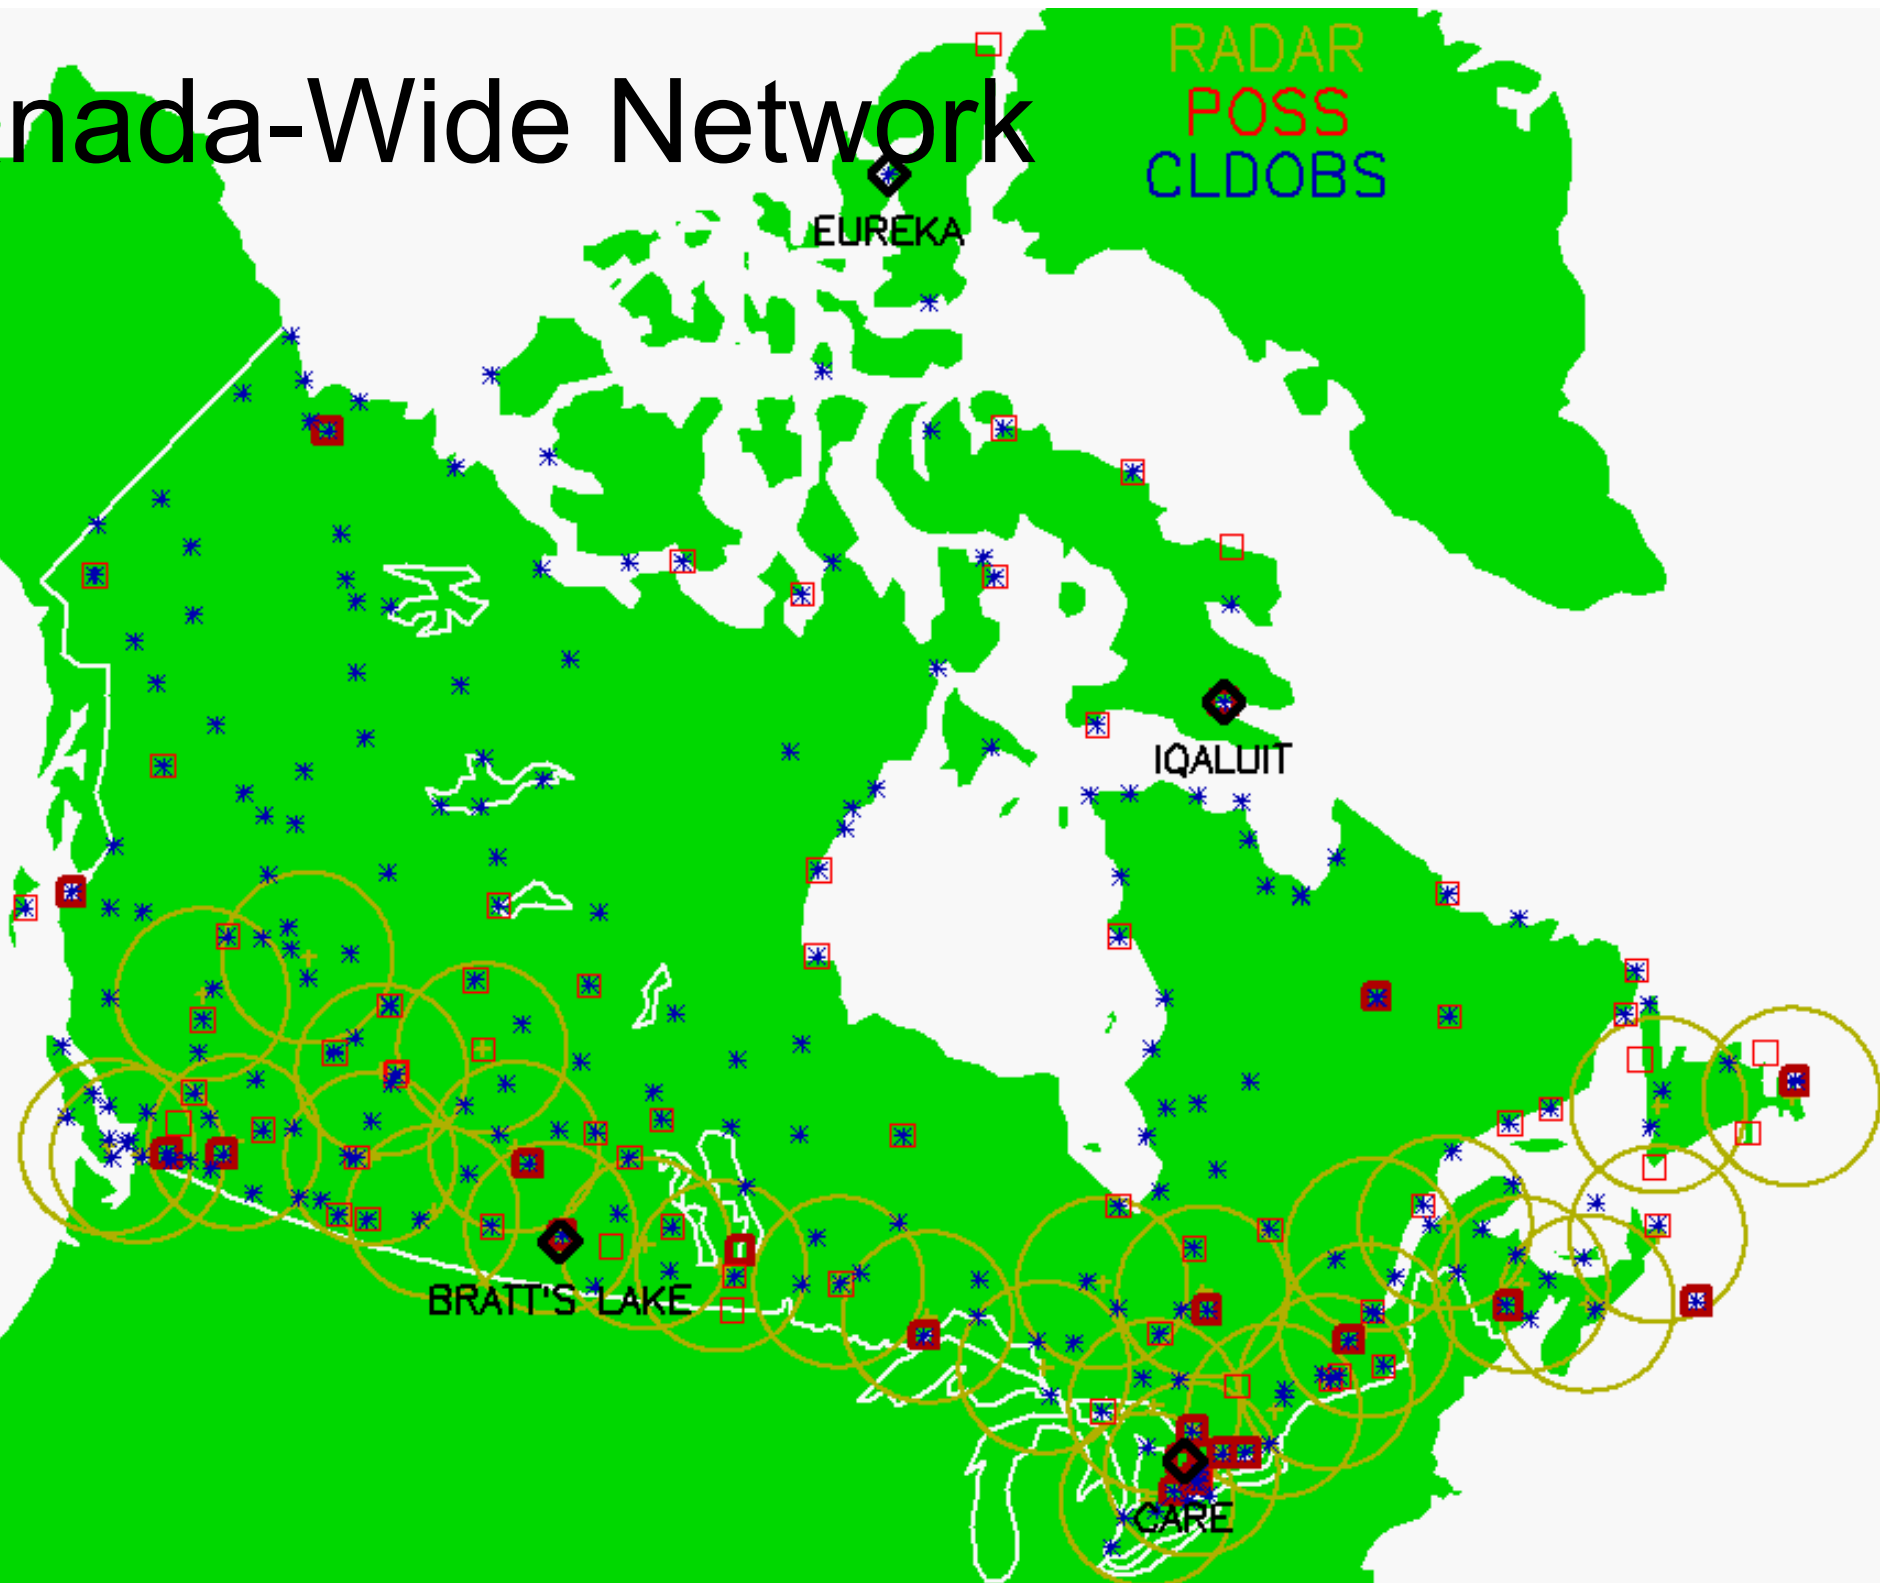 nada-Wide Network
RADAR
POSS
CLDOBS
EUREKA
IQALUIT
BRATT'S LAKE
CARE